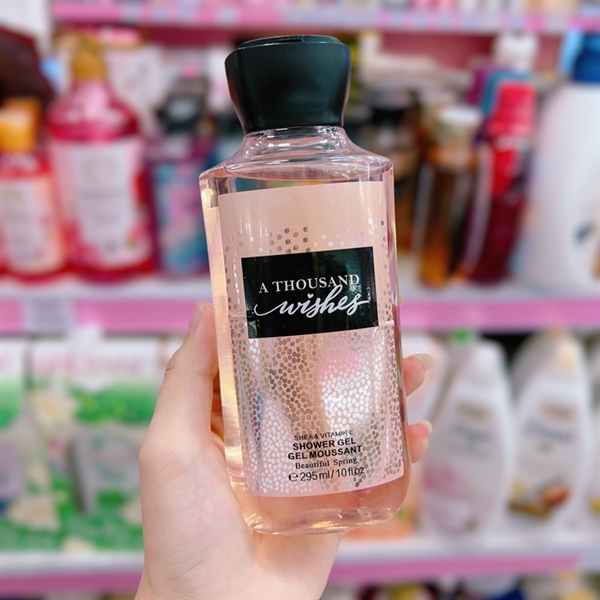 A THOUSAND
wishes
SHEA & VITAMIN E
SHOWER GEL
GEL MOUSSANT
Beautiful Spring
℮ 295 ml / 10 fl oz